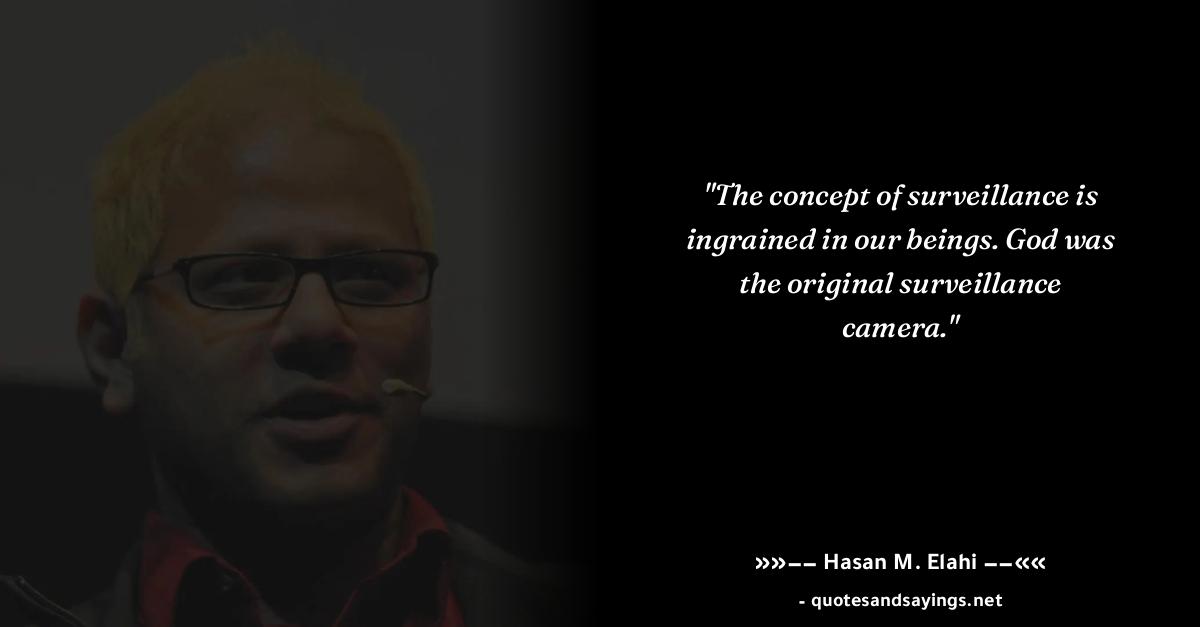 "The concept of surveillance is
ingrained in our beings. God was
the original surveillance
camera."
»»–– Hasan M. Elahi ––««
- quotesandsayings.net